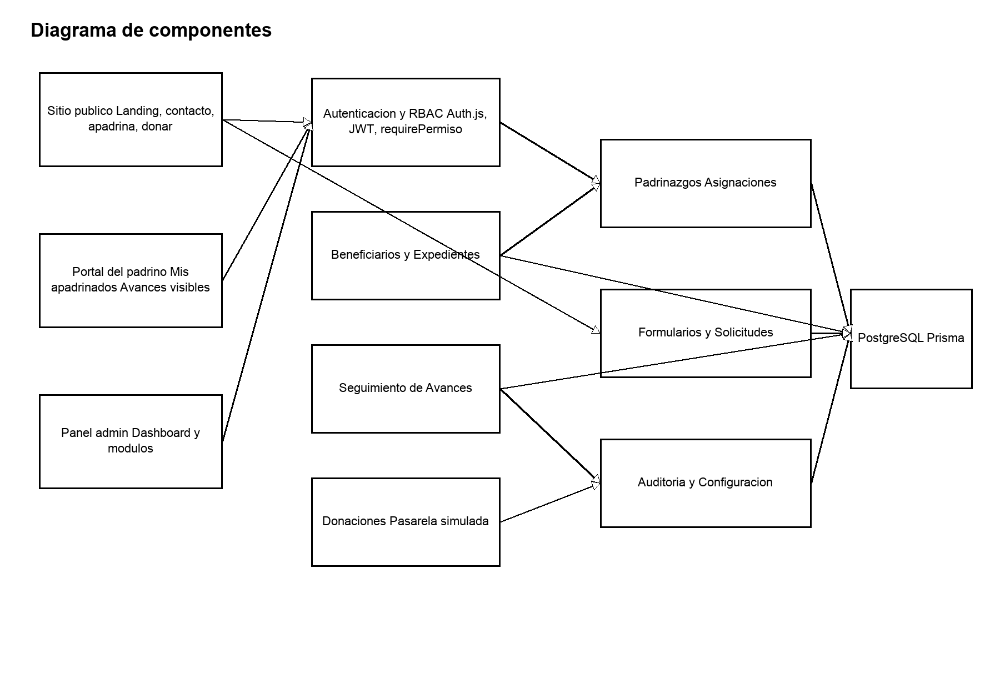 Diagrama de componentes
Sitio publico Landing, contacto,
apadrina, donar
Autenticacion y RBAC Auth.js,
JWT, requirePermiso
Padrinazgos Asignaciones
Beneficiarios y Expedientes
Portal del padrino Mis
apadrinados Avances visibles
Formularios y Solicitudes
PostgreSQL Prisma
Seguimiento de Avances
Panel admin Dashboard y
modulos
Auditoria y Configuracion
Donaciones Pasarela simulada